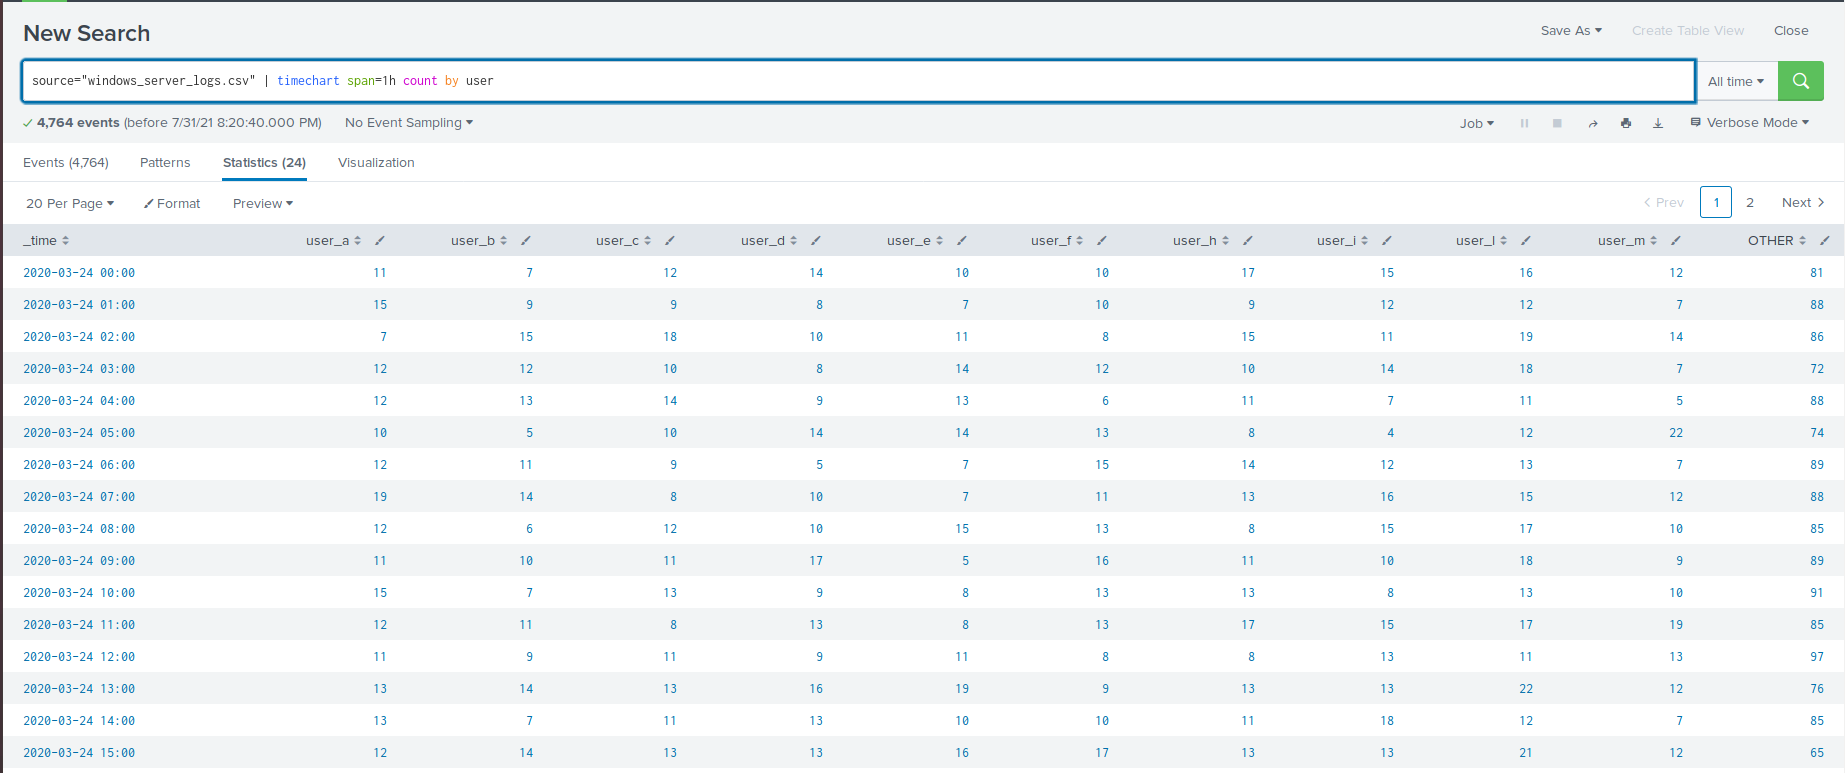 New Search
Save As Create Table View Close
source="windows_server_logs.csv" | timechart span=1h count by user
All time
4,764 events (before 7/31/21 8:20:40.000 PM) No Event Sampling
Job Verbose Mode
Events (4,764) Patterns Statistics (24) Visualization
20 Per Page Format Preview
Prev 1 2 Next
_time user_a user_b user_c user_d user_e user_f user_h user_i user_l user_m OTHER
2020-03-24 00:00 11 7 12 14 10 10 17 15 16 12 81
2020-03-24 01:00 15 9 9 8 7 10 9 12 12 7 88
2020-03-24 02:00 7 15 18 10 11 8 15 11 19 14 86
2020-03-24 03:00 12 12 10 8 14 12 10 14 18 7 72
2020-03-24 04:00 12 13 14 9 13 6 11 7 11 5 88
2020-03-24 05:00 10 5 10 14 14 13 8 4 12 22 74
2020-03-24 06:00 12 11 9 5 7 15 14 12 13 7 89
2020-03-24 07:00 19 14 8 10 7 11 13 16 15 12 88
2020-03-24 08:00 12 6 12 10 15 13 8 15 17 10 85
2020-03-24 09:00 11 10 11 17 5 16 11 10 18 9 89
2020-03-24 10:00 15 7 13 9 8 13 13 8 13 10 91
2020-03-24 11:00 12 11 8 13 8 13 17 15 17 19 85
2020-03-24 12:00 11 9 11 9 11 8 8 13 11 13 97
2020-03-24 13:00 13 14 13 16 19 9 13 13 22 12 76
2020-03-24 14:00 13 7 11 13 10 10 11 18 12 7 85
2020-03-24 15:00 12 14 13 13 16 17 13 13 21 12 65